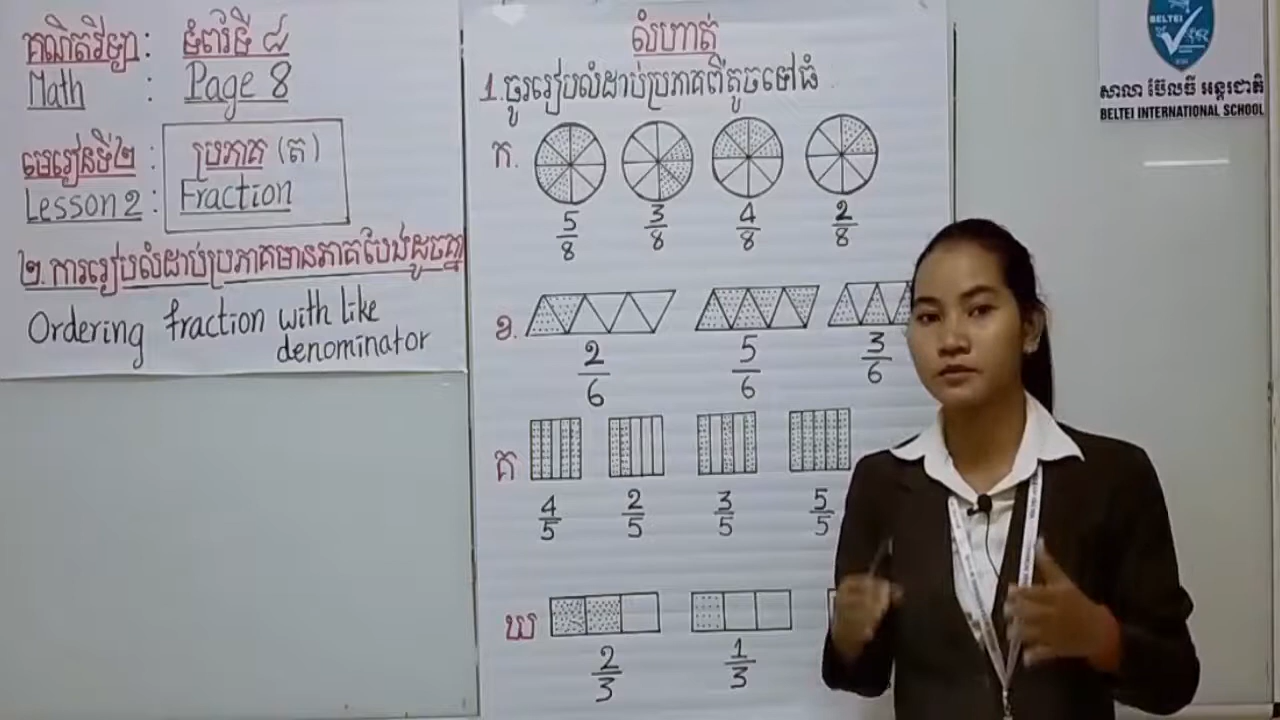 គណិតវិទ្យា : ទំព័រទី ៨
Math : Page 8
មេរៀនទី២ : ប្រភាគ (ត)
Lesson 2 : Fraction
២. ការរៀបលំដាប់ប្រភាគមានភាគបែងដូចគ្នា
Ordering fraction with like
denominator
លំហាត់
1. ចូររៀបលំដាប់ប្រភាគពីតូចទៅធំ
ក. 5/8 3/8 4/8 2/8
ខ. 2/6 5/6 3/6
គ 4/5 2/5 3/5 5/5
ឃ 2/3 1/3
BELTEI
សាលា ប៊ែលធី អន្តរជាតិ
BELTEI INTERNATIONAL SCHOOL